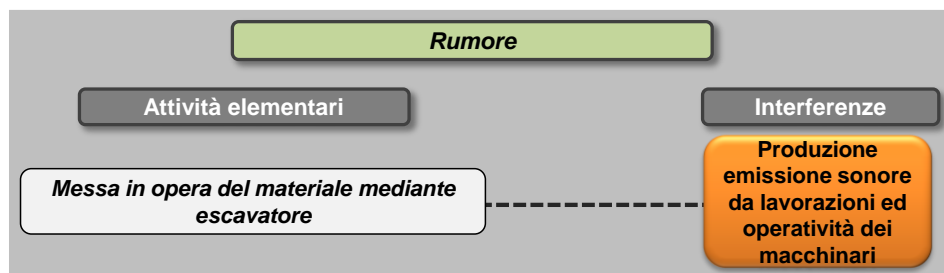 Rumore
Attività elementari
Interferenze
Messa in opera del materiale mediante
escavatore
Produzione
emissione sonore
da lavorazioni ed
operatività dei
macchinari